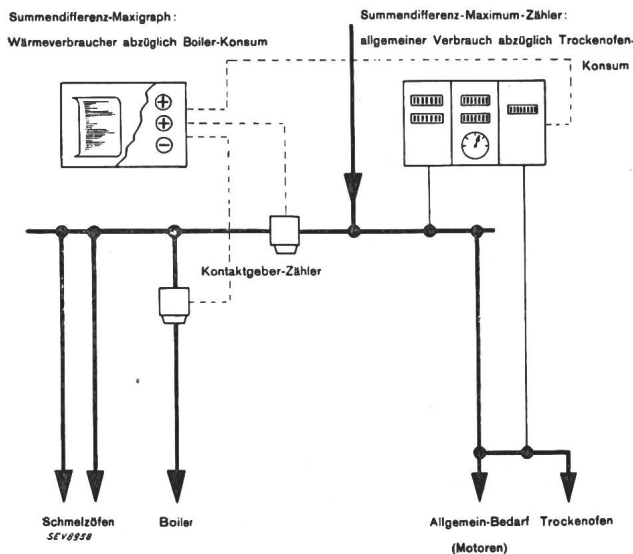 Summendifferenz-Maxigraph:
Wärmeverbraucher abzüglich Boiler-Konsum
Summendifferenz-Maximum-Zähler:
allgemeiner Verbrauch abzüglich Trockenofen-
Konsum
Kontaktgeber-Zähler
Schmelzöfen
SEV8958
Boiler
Allgemein-Bedarf Trockenofen
(Motoren)